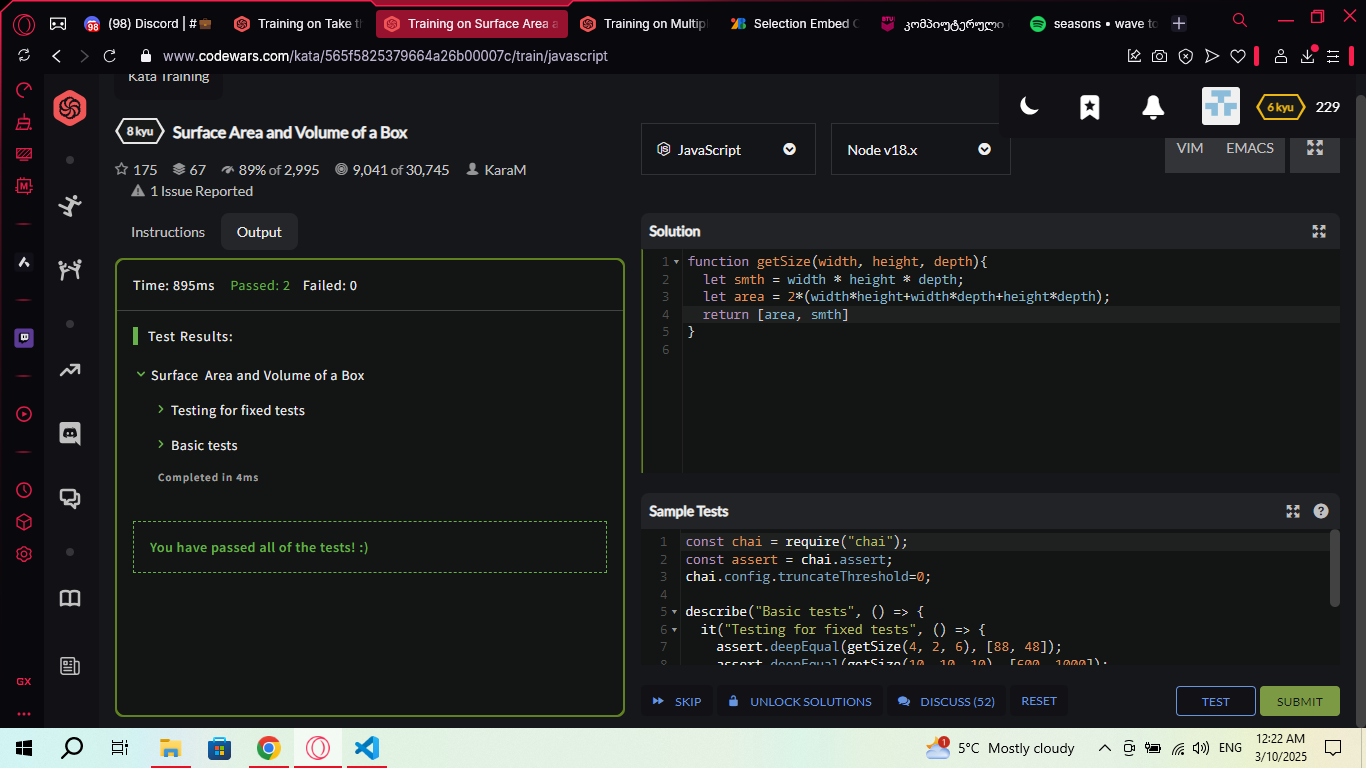 98
(98) Discord | #💼
Training on Take th
Training on Surface Area a
Training on Multipl
Selection Embed C
კომპიუტერული
seasons • wave to
www.codewars.com/kata/565f5825379664a26b00007c/train/javascript
Kata Training
8 kyu
Surface Area and Volume of a Box
175 67 89% of 2,995 9,041 of 30,745 KaraM
1 Issue Reported
JavaScript
Node v18.x
VIM EMACS
6 kyu 229
Instructions
Output
Time: 895ms Passed: 2 Failed: 0
Test Results:
Surface Area and Volume of a Box
Testing for fixed tests
Basic tests
Completed in 4ms
You have passed all of the tests! :)
Solution
1 function getSize(width, height, depth){
2 let smth = width * height * depth;
3 let area = 2*(width*height+width*depth+height*depth);
4 return [area, smth]
5 }
6
Sample Tests
1 const chai = require("chai");
2 const assert = chai.assert;
3 chai.config.truncateThreshold=0;
4
5 describe("Basic tests", () => {
6 it("Testing for fixed tests", () => {
7 assert.deepEqual(getSize(4, 2, 6), [88, 48]);
8 assert.deepEqual(getSize(10, 10, 10), [600, 1000]);
SKIP
UNLOCK SOLUTIONS
DISCUSS (52)
RESET
TEST
SUBMIT
GX
1
5°C Mostly cloudy
ENG
12:22 AM
3/10/2025